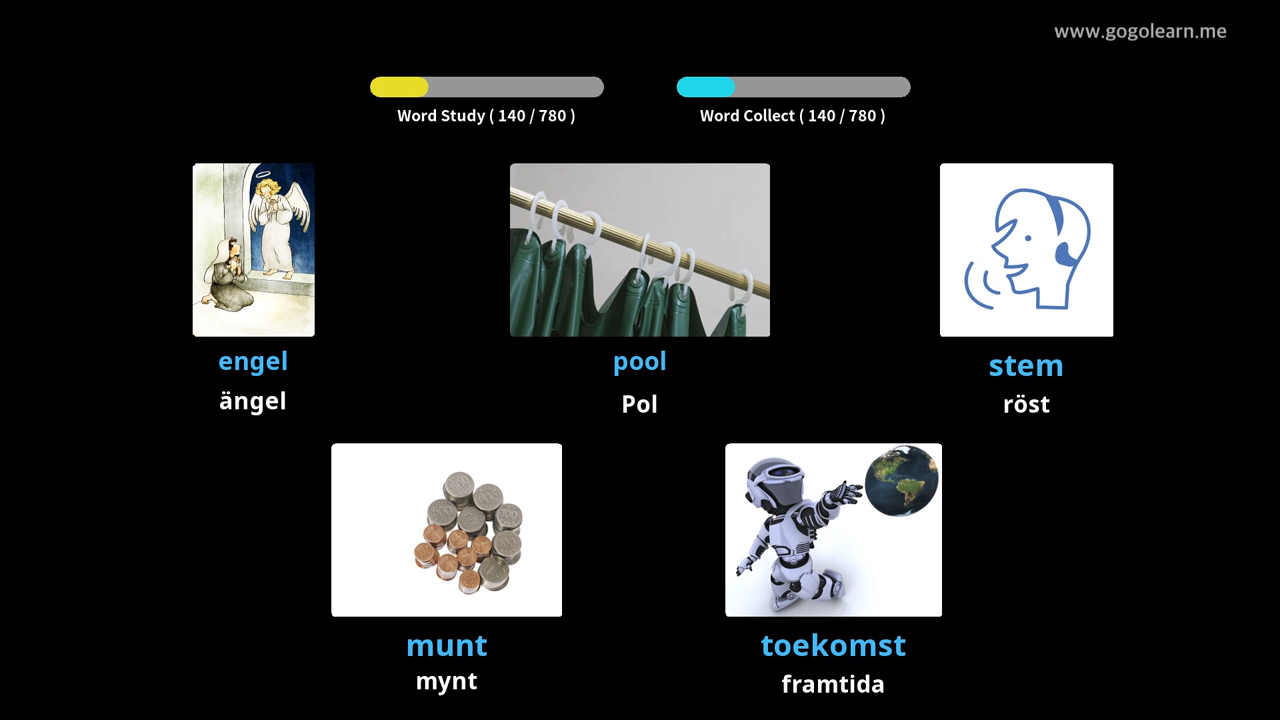 www.gogolearn.me
Word Study ( 140 / 780 )
Word Collect ( 140 / 780 )
engel
ängel
pool
Pol
stem
röst
munt
mynt
toekomst
framtida